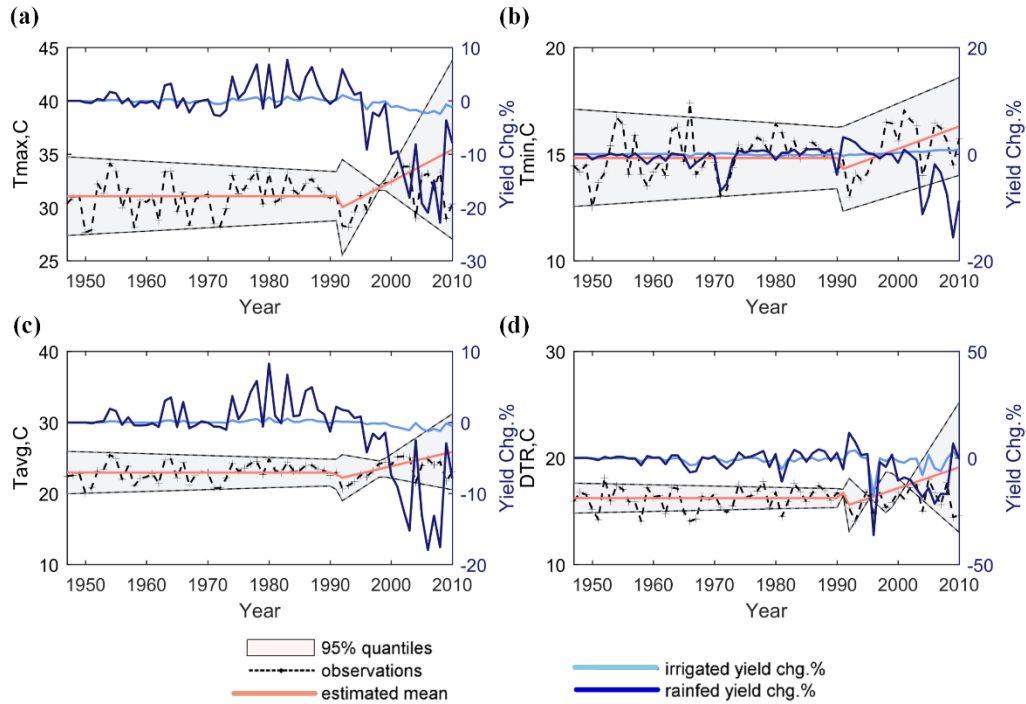 (a)
45
40
35
30
25
Tmax,C
10
0
-10
-20
-30
Yield Chg.%
1950 1960 1970 1980 1990 2000 2010
Year
(b)
20
15
10
Tmin,C
20
0
-20
Yield Chg.%
1950 1960 1970 1980 1990 2000 2010
Year
(c)
40
30
20
10
Tavg,C
10
0
-10
-20
Yield Chg.%
1950 1960 1970 1980 1990 2000 2010
Year
(d)
30
20
10
DTR,C
50
0
-50
Yield Chg.%
1950 1960 1970 1980 1990 2000 2010
Year
95% quantiles
observations
estimated mean
irrigated yield chg.%
rainfed yield chg.%